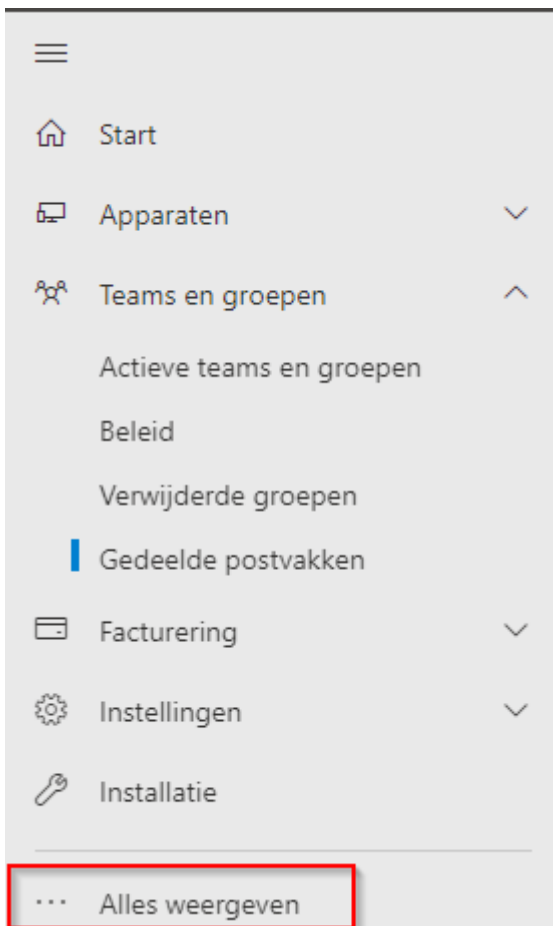 Start
Apparaten
Teams en groepen
Actieve teams en groepen
Beleid
Verwijderde groepen
Gedeelde postvakken
Facturering
Instellingen
Installatie
... Alles weergeven